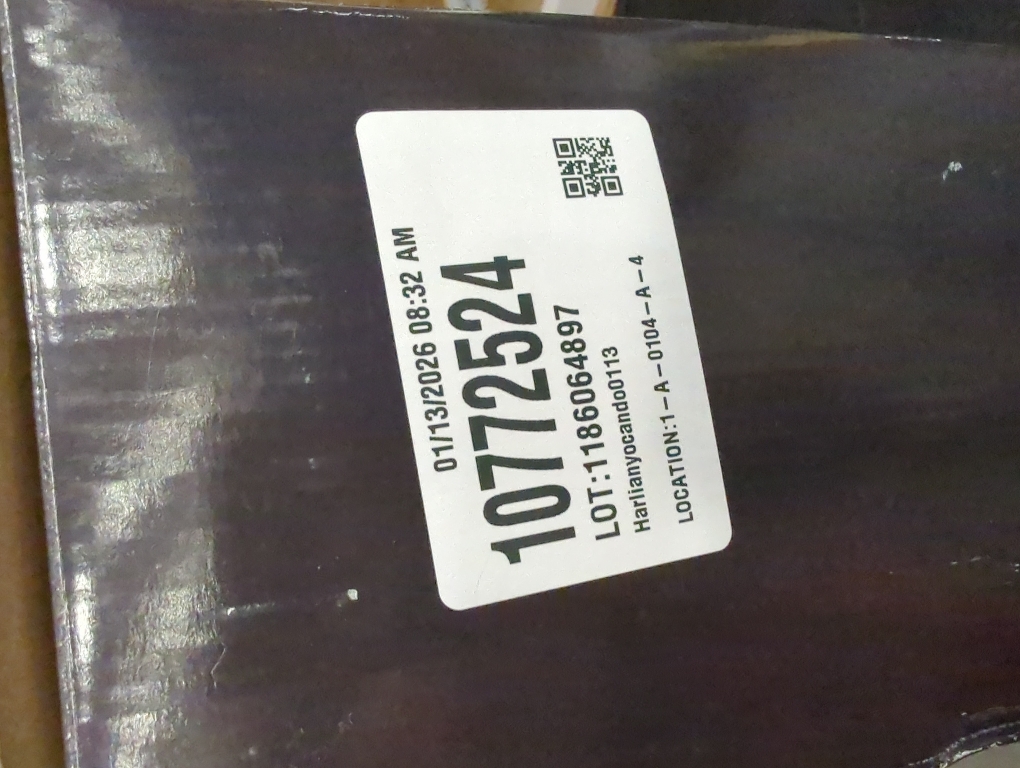 01/13/2026 08:32 AM
10772524
LOT:1186064897
Harlianyocando0113
LOCATION:1-A-0104-A-4